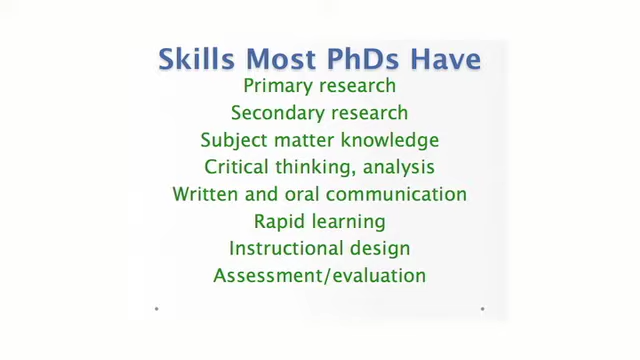 Skills Most PhDs Have
Primary research
Secondary research
Subject matter knowledge
Critical thinking, analysis
Written and oral communication
Rapid learning
Instructional design
Assessment/evaluation